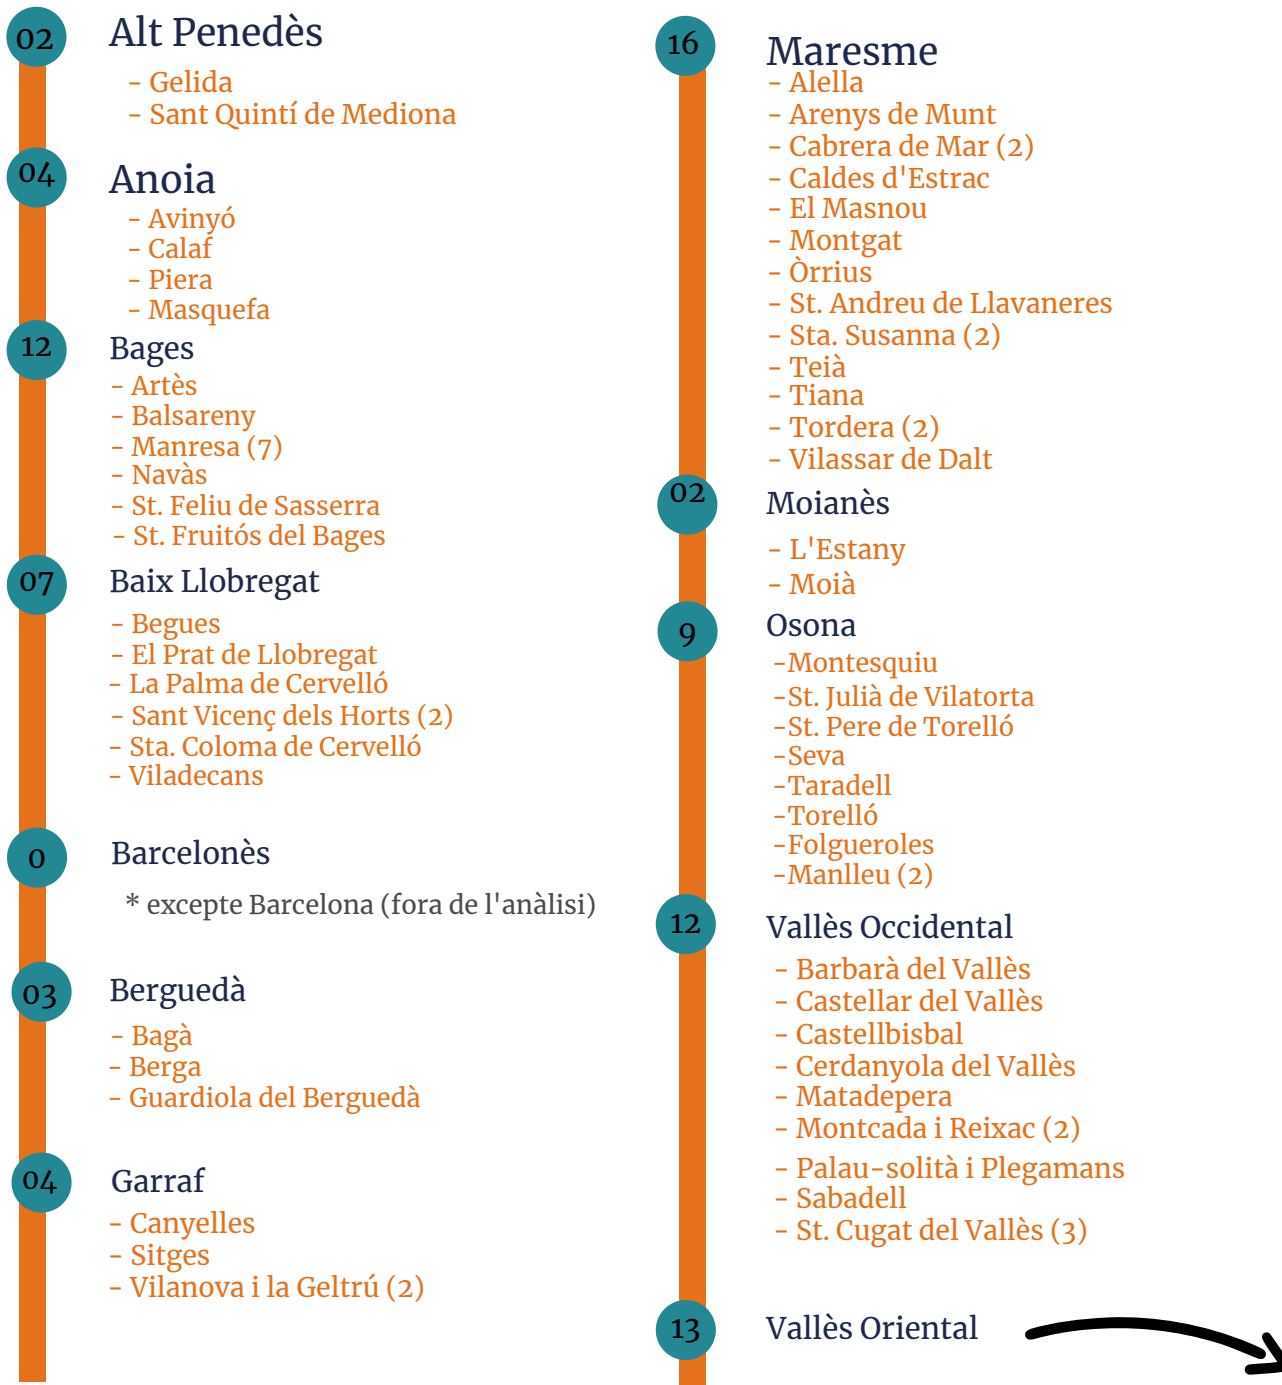 02
Alt Penedès
- Gelida
- Sant Quintí de Mediona
04
Anoia
- Avinyó
- Calaf
- Piera
- Masquefa
12
Bages
- Artès
- Balsareny
- Manresa (7)
- Navàs
- St. Feliu de Sasserra
- St. Fruitós del Bages
07
Baix Llobregat
- Begues
- El Prat de Llobregat
- La Palma de Cervelló
- Sant Vicenç dels Horts (2)
- Sta. Coloma de Cervelló
- Viladecans
0
Barcelonès
* excepte Barcelona (fora de l'anàlisi)
03
Berguedà
- Bagà
- Berga
- Guardiola del Berguedà
04
Garraf
- Canyelles
- Sitges
- Vilanova i la Geltrú (2)
16
Maresme
- Alella
- Arenys de Munt
- Cabrera de Mar (2)
- Caldes d'Estrac
- El Masnou
- Montgat
- Òrrius
- St. Andreu de Llavaneres
- Sta. Susanna (2)
- Teià
- Tiana
- Tordera (2)
- Vilassar de Dalt
02
Moianès
- L'Estany
- Moià
9
Osona
-Montesquiu
-St. Julià de Vilatorta
-St. Pere de Torelló
-Seva
-Taradell
-Torelló
-Folgueroles
-Manlleu (2)
12
Vallès Occidental
- Barbarà del Vallès
- Castellar del Vallès
- Castellbisbal
- Cerdanyola del Vallès
- Matadepera
- Montcada i Reixac (2)
- Palau-solità i Plegamans
- Sabadell
- St. Cugat del Vallès (3)
13
Vallès Oriental